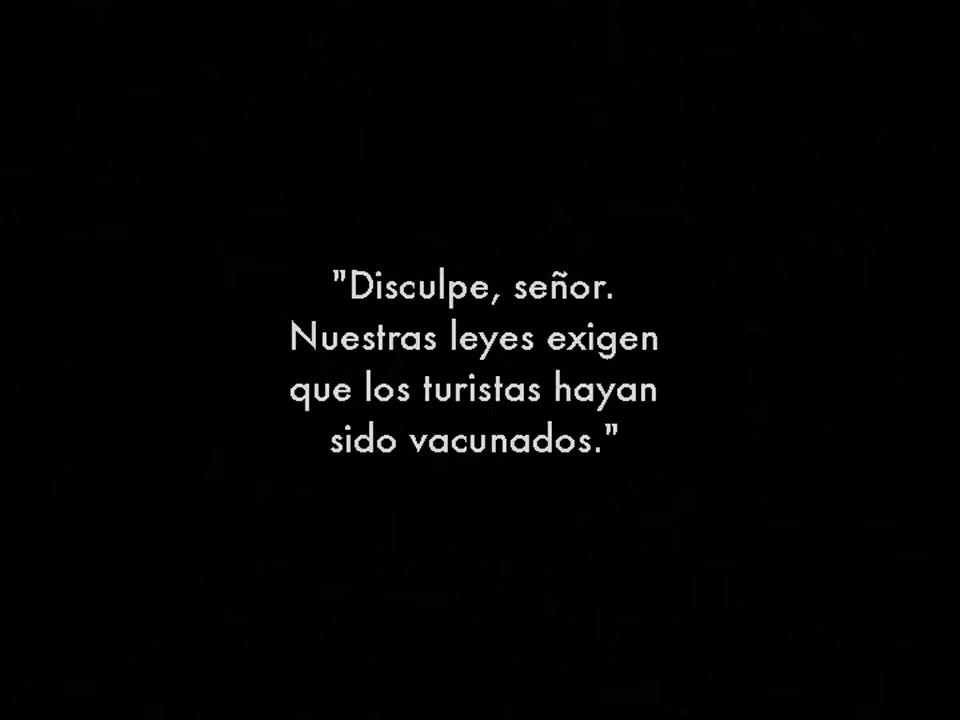 "Disculpe, señor.
Nuestras leyes exigen
que los turistas hayan
sido vacunados."